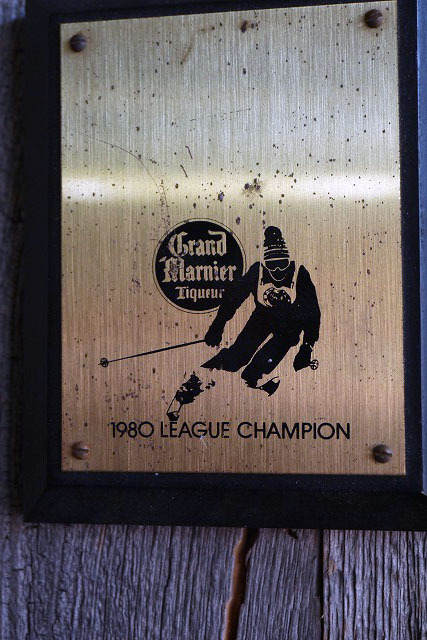 Grand
Marnier
Liqueur
1980 LEAGUE CHAMPION